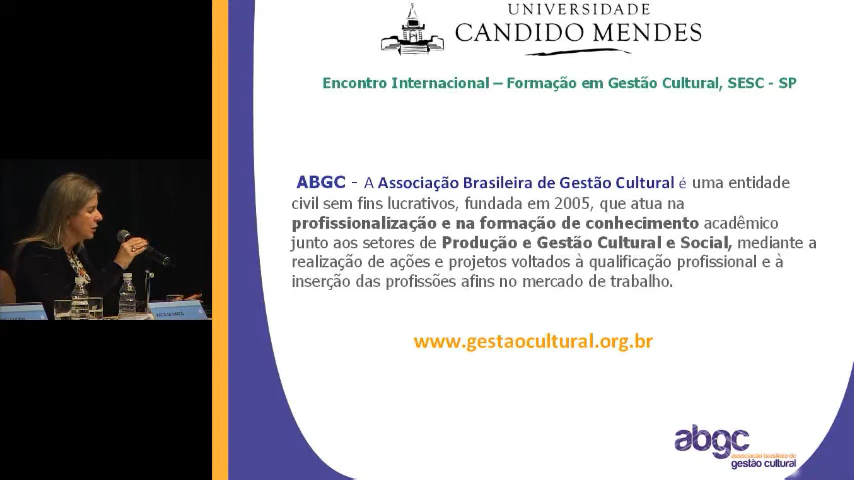 UNIVERSIDADE
CANDIDO MENDES
Encontro Internacional – Formação em Gestão Cultural, SESC - SP
ABGC - A Associação Brasileira de Gestão Cultural é uma entidade
civil sem fins lucrativos, fundada em 2005, que atua na
profissionalização e na formação de conhecimento acadêmico
junto aos setores de Produção e Gestão Cultural e Social, mediante a
realização de ações e projetos voltados à qualificação profissional e à
inserção das profissões afins no mercado de trabalho.
www.gestaocultural.org.br
abgc
associação brasileira de
gestão cultural